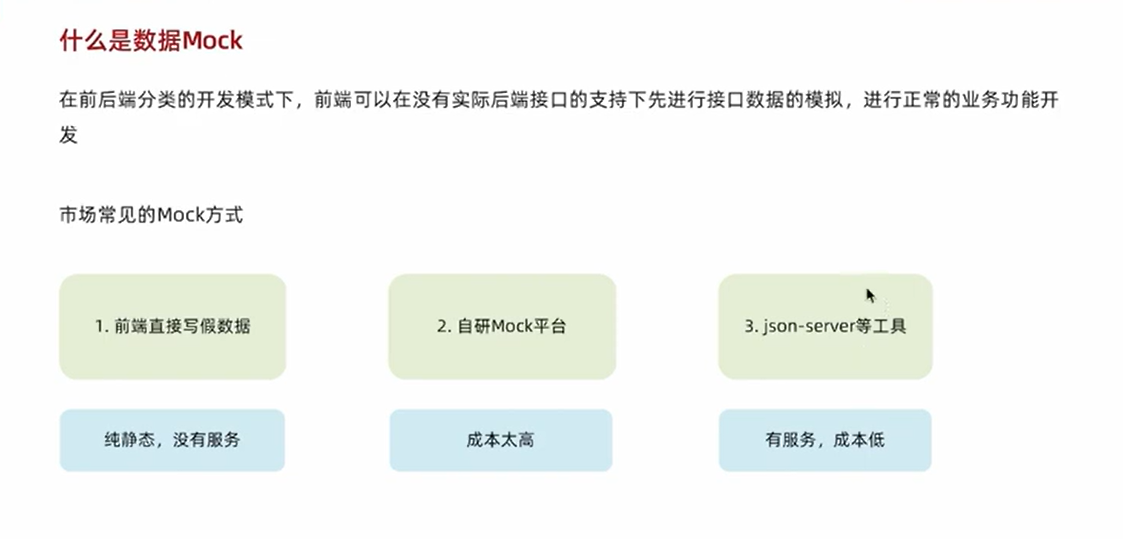 什么是数据Mock
在前后端分类的开发模式下，前端可以在没有实际后端接口的支持下先进行接口数据的模拟，进行正常的业务功能开
发
市场常见的Mock方式
1. 前端直接写假数据
2. 自研Mock平台
3. json-server等工具
纯静态，没有服务
成本太高
有服务，成本低